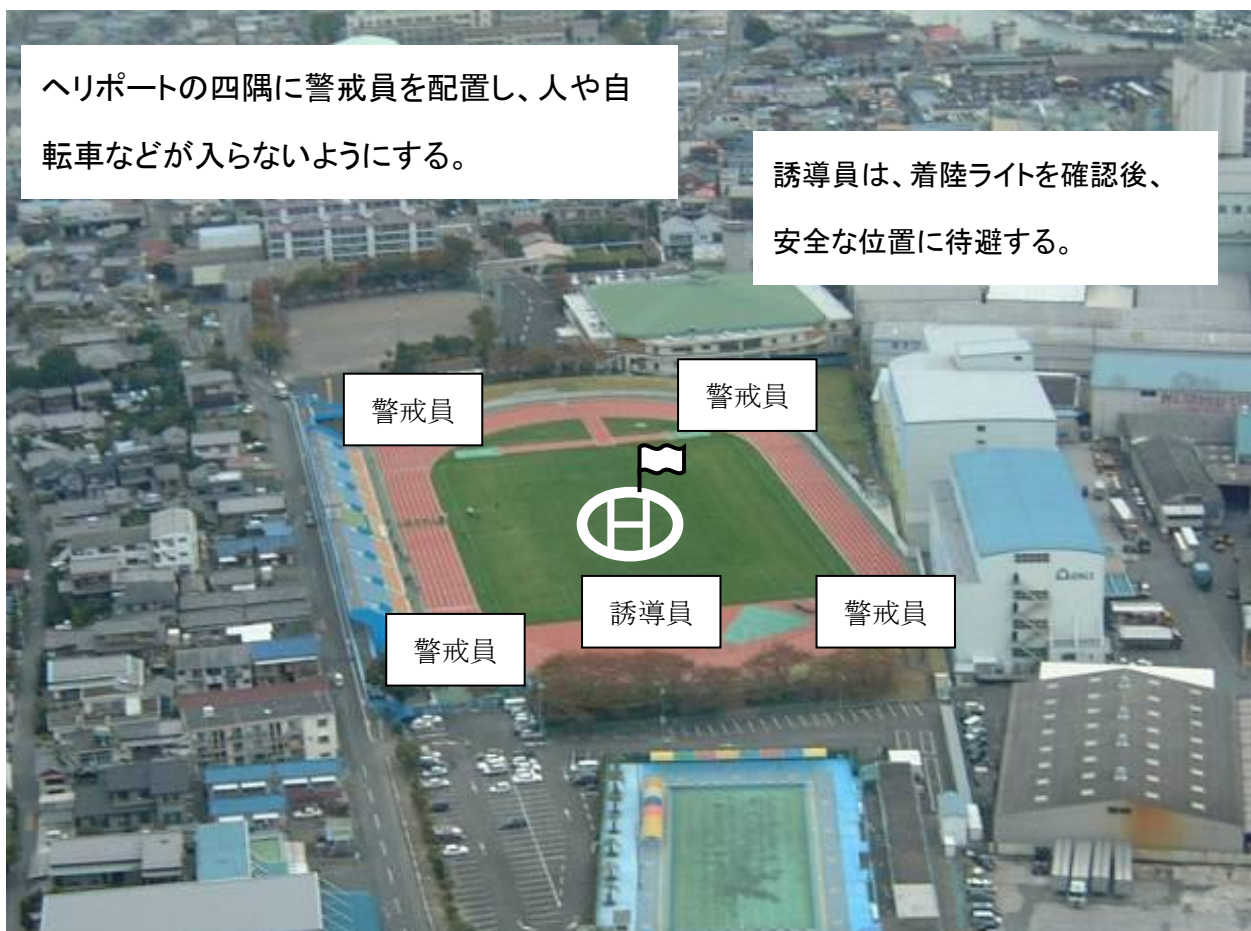 ヘリポートの四隅に警戒員を配置し、人や自
転車などが入らないようにする。
誘導員は、着陸ライトを確認後、
安全な位置に待避する。
警戒員
警戒員
H
誘導員
警戒員
警戒員